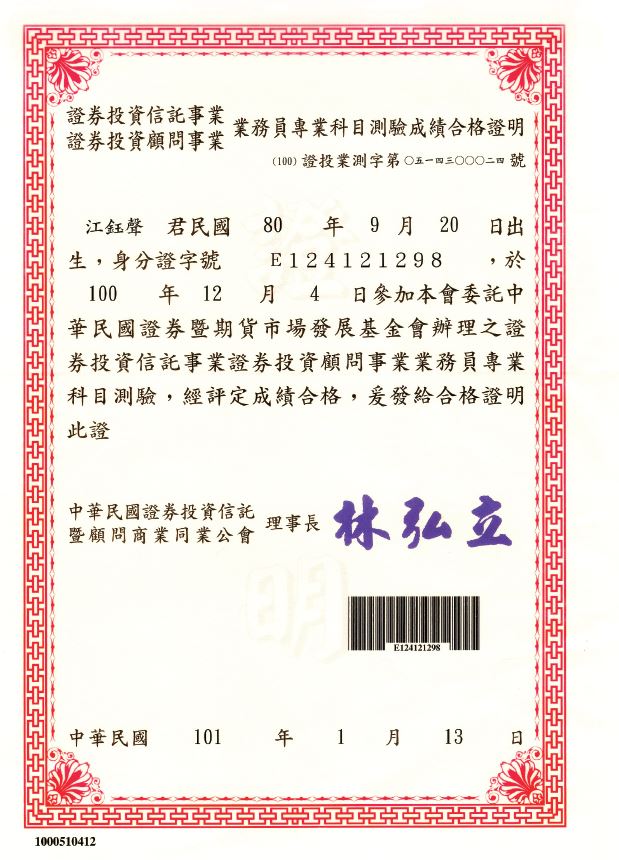 證券投資信託事業
證券投資顧問事業 業務員專業科目測驗成績合格證明
(100) 證投業測字第〇五一四三〇〇〇二四 號
江鈺聲 君民國 80 年 9 月 20 日出
生，身分證字號 E124121298 ，於
100 年 12 月 4 日參加本會委託中
華民國證券暨期貨市場發展基金會辦理之證
券投資信託事業證券投資顧問事業業務員專業
科目測驗，經評定成績合格，爰發給合格證明
此證
中華民國證券投資信託
暨顧問商業同業公會 理事長 林弘立
證明
E124121298
中華民國 101 年 1 月 13 日
1000510412